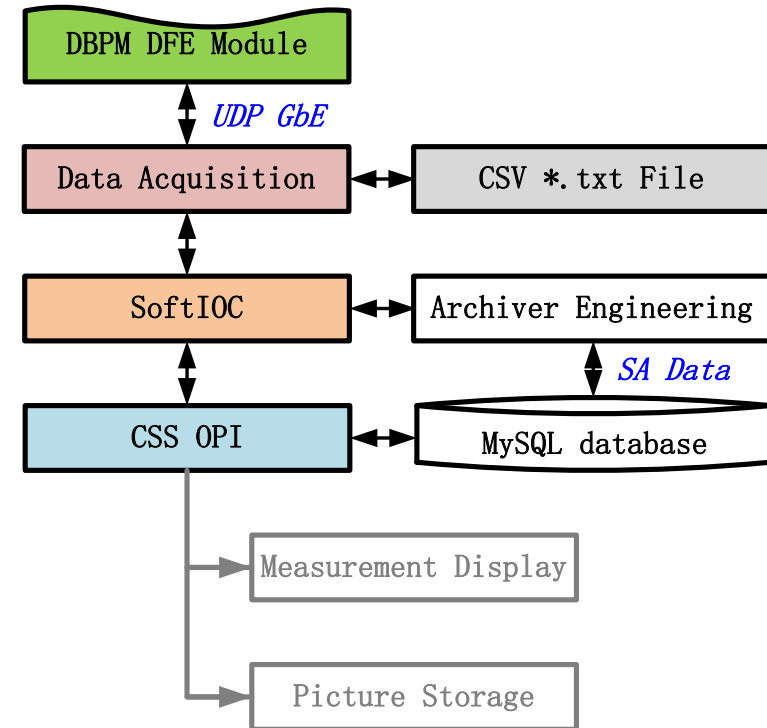 DBPM DFE Module
UDP GbE
Data Acquisition
CSV *.txt File
SoftIOC
Archiver Engineering
SA Data
CSS OPI
MySQL database
Measurement Display
Picture Storage